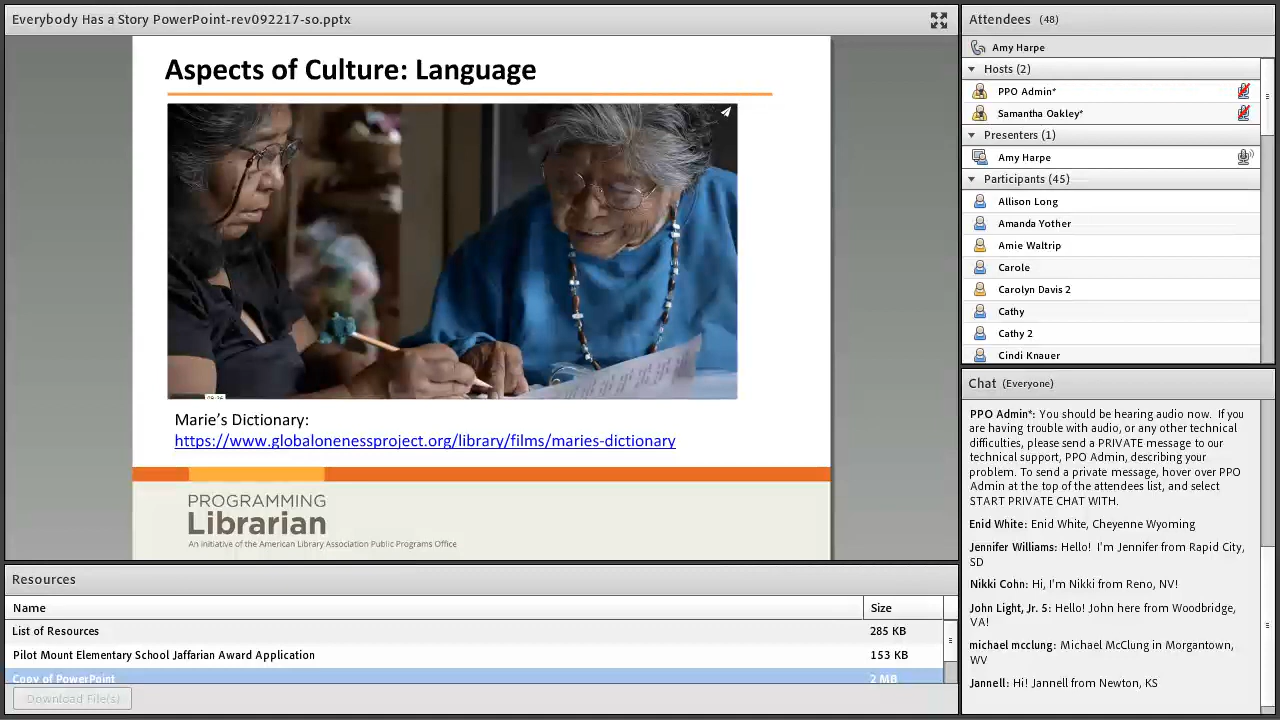 Everybody Has a Story PowerPoint-rev092217-so.pptx
Aspects of Culture: Language
Marie's Dictionary:
https://www.globalonenessproject.org/library/films/maries-dictionary
PROGRAMMING
Librarian
An initiative of the American Library Association Public Programs Office
Resources
Name Size
List of Resources 285 KB
Pilot Mount Elementary School Jaffarian Award Application 153 KB
Copy of PowerPoint 2 MB
Download File(s)
Attendees (48)
Amy Harpe
Hosts (2)
PPO Admin*
Samantha Oakley*
Presenters (1)
Amy Harpe
Participants (45)
Allison Long
Amanda Yother
Amie Waltrip
Carole
Carolyn Davis 2
Cathy
Cathy 2
Cindi Knauer
Chat (Everyone)
PPO Admin*: You should be hearing audio now. If you
are having trouble with audio, or any other technical
difficulties, please send a PRIVATE message to our
technical support, PPO Admin, describing your
problem. To send a private message, hover over PPO
Admin at the top of the attendees list, and select
START PRIVATE CHAT WITH.
Enid White: Enid White, Cheyenne Wyoming
Jennifer Williams: Hello! I'm Jennifer from Rapid City,
SD
Nikki Cohn: Hi, I'm Nikki from Reno, NV!
John Light, Jr. 5: Hello! John here from Woodbridge,
VA!
michael mcclung: Michael McClung in Morgantown,
WV
Jannell: Hi! Jannell from Newton, KS